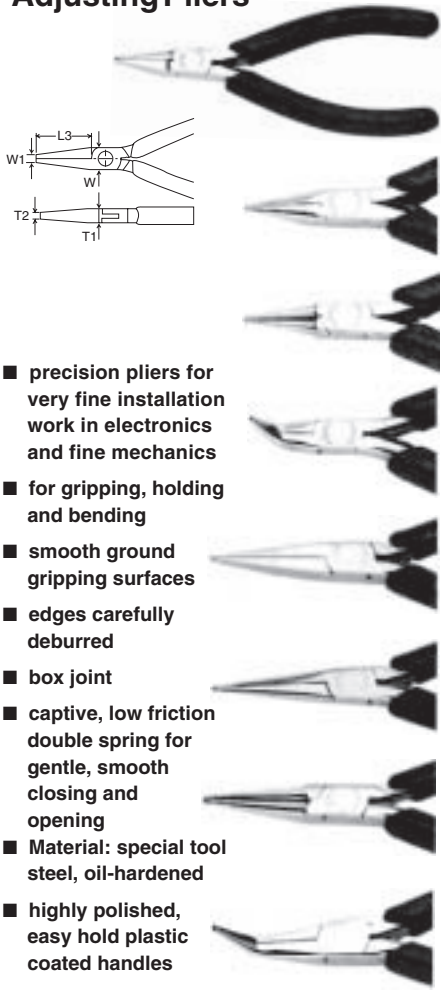 Adjusting Pliers
L3
W1
W
T2
T1
■ precision pliers for
very fine installation
work in electronics
and fine mechanics
■ for gripping, holding
and bending
■ smooth ground
gripping surfaces
■ edges carefully
deburred
■ box joint
■ captive, low friction
double spring for
gentle, smooth
closing and
opening
■ Material: special tool
steel, oil-hardened
■ highly polished,
easy hold plastic
coated handles